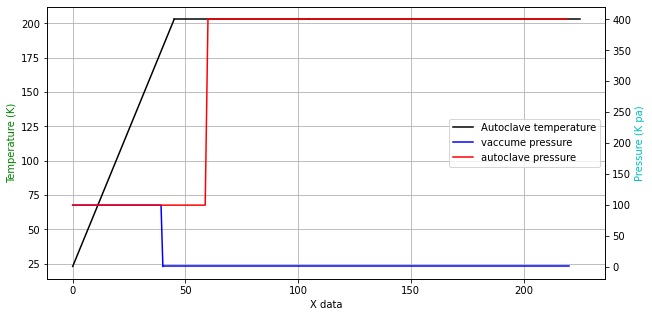 200
175
150
125
100
75
50
25
Temperature (K)
400
350
300
250
200
150
100
50
0
Pressure (K pa)
Autoclave temperature
vaccume pressure
autoclave pressure
0 50 100 150 200
X data